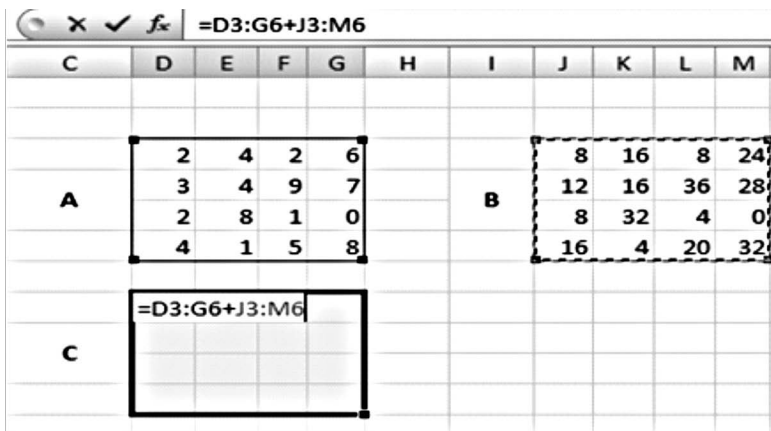 fx =D3:G6+J3:M6
C D E F G H I J K L M
2 4 2 6 8 16 8 24
3 4 9 7 12 16 36 28
A B
2 8 1 0 8 32 4 0
4 1 5 8 16 4 20 32
=D3:G6+J3:M6
C